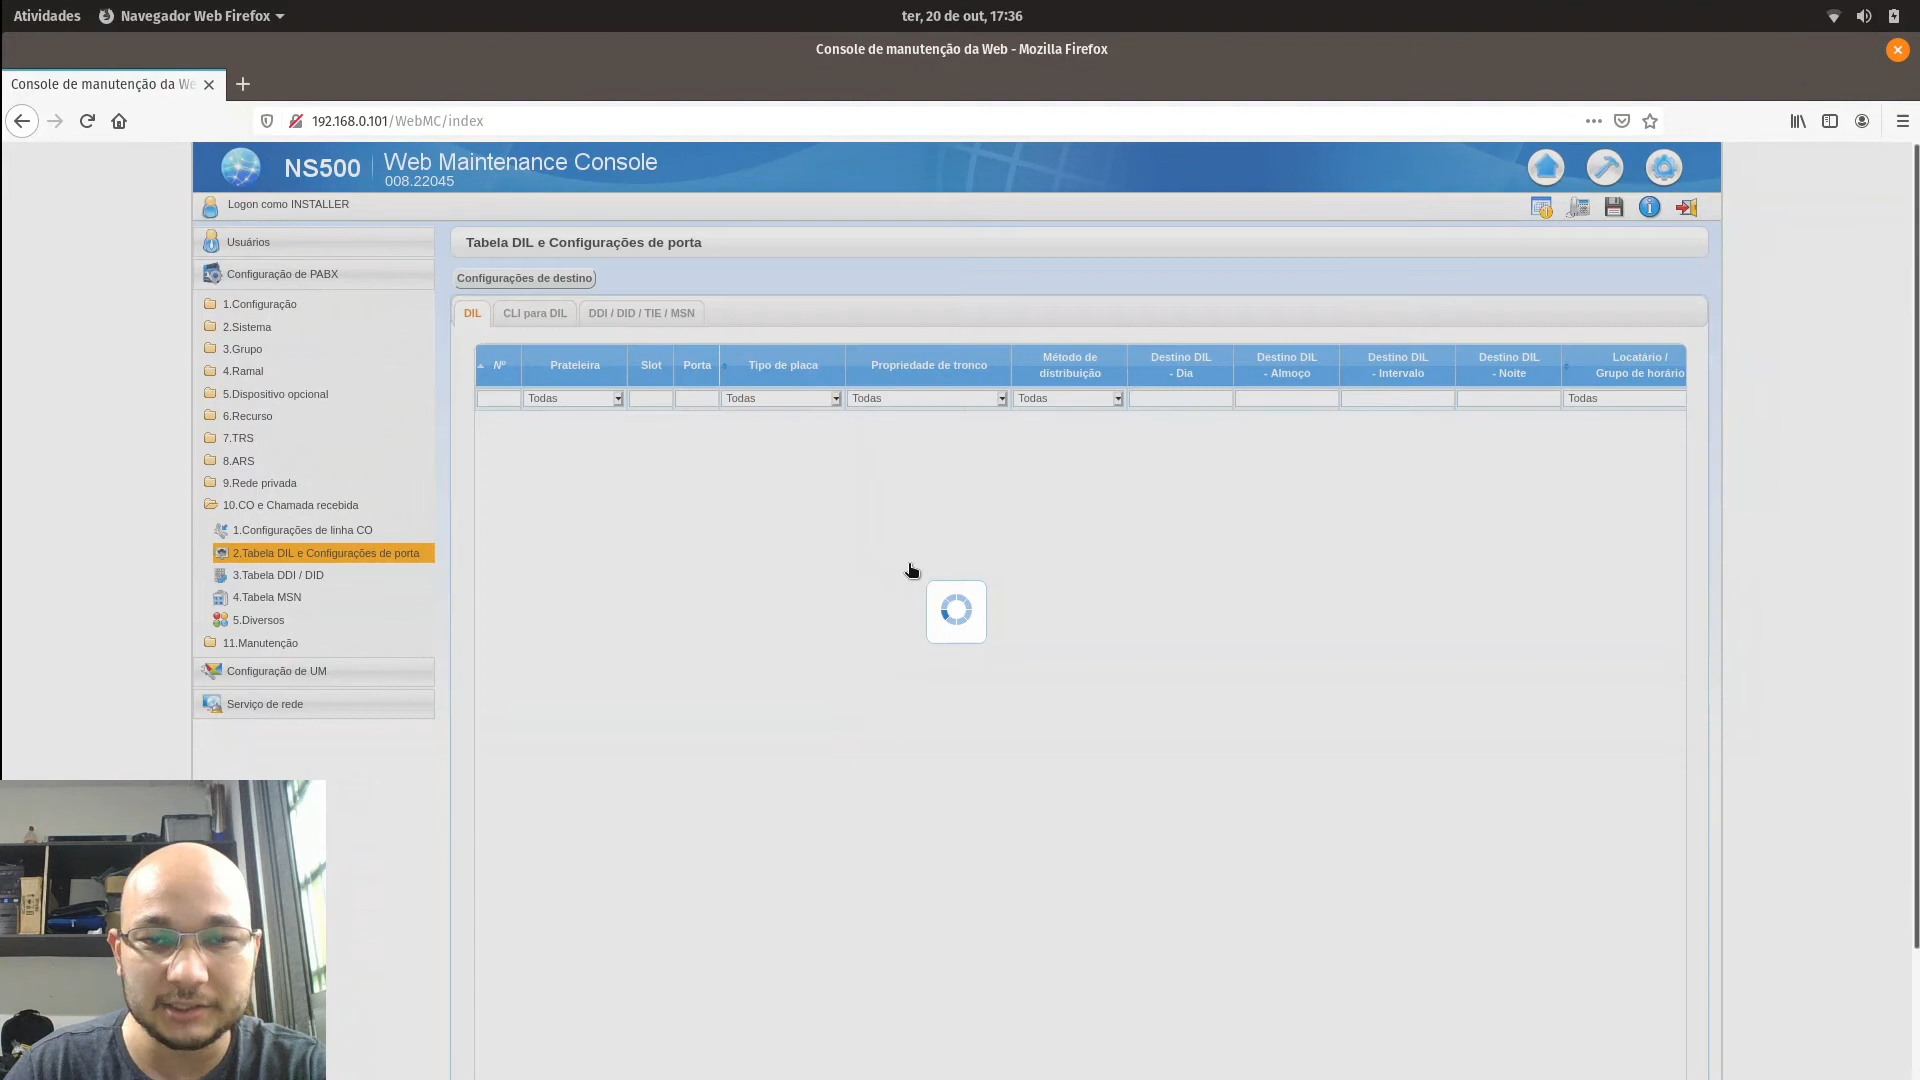 Atividades
Navegador Web Firefox
ter, 20 de out, 17:36
Console de manutenção da Web - Mozilla Firefox
Console de manutenção da We
192.168.0.101/WebMC/index
NS500
Web Maintenance Console
008.22045
Logon como INSTALLER
Usuários
Configuração de PABX
1.Configuração
2.Sistema
3.Grupo
4.Ramal
5.Dispositivo opcional
6.Recurso
7.TRS
8.ARS
9.Rede privada
10.CO e Chamada recebida
1.Configurações de linha CO
2.Tabela DIL e Configurações de porta
3.Tabela DDI / DID
4.Tabela MSN
5.Diversos
11.Manutenção
Configuração de UM
Serviço de rede
Tabela DIL e Configurações de porta
Configurações de destino
DIL
CLI para DIL
DDI / DID / TIE / MSN
Nº
Prateleira
Slot
Porta
Tipo de placa
Propriedade de tronco
Método de
distribuição
Destino DIL
- Dia
Destino DIL
- Almoço
Destino DIL
- Intervalo
Destino DIL
- Noite
Locatário /
Grupo de horário
Todas
Todas
Todas
Todas
Todas